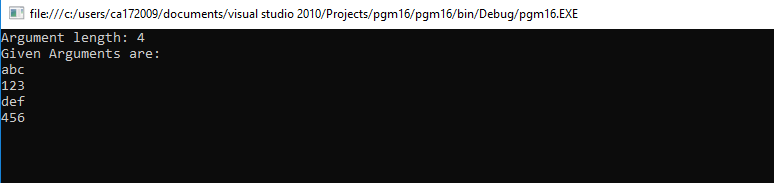 file:///c:/users/ca172009/documents/visual studio 2010/Projects/pgm16/pgm16/bin/Debug/pgm16.EXE
Argument length: 4
Given Arguments are:
abc
123
def
456